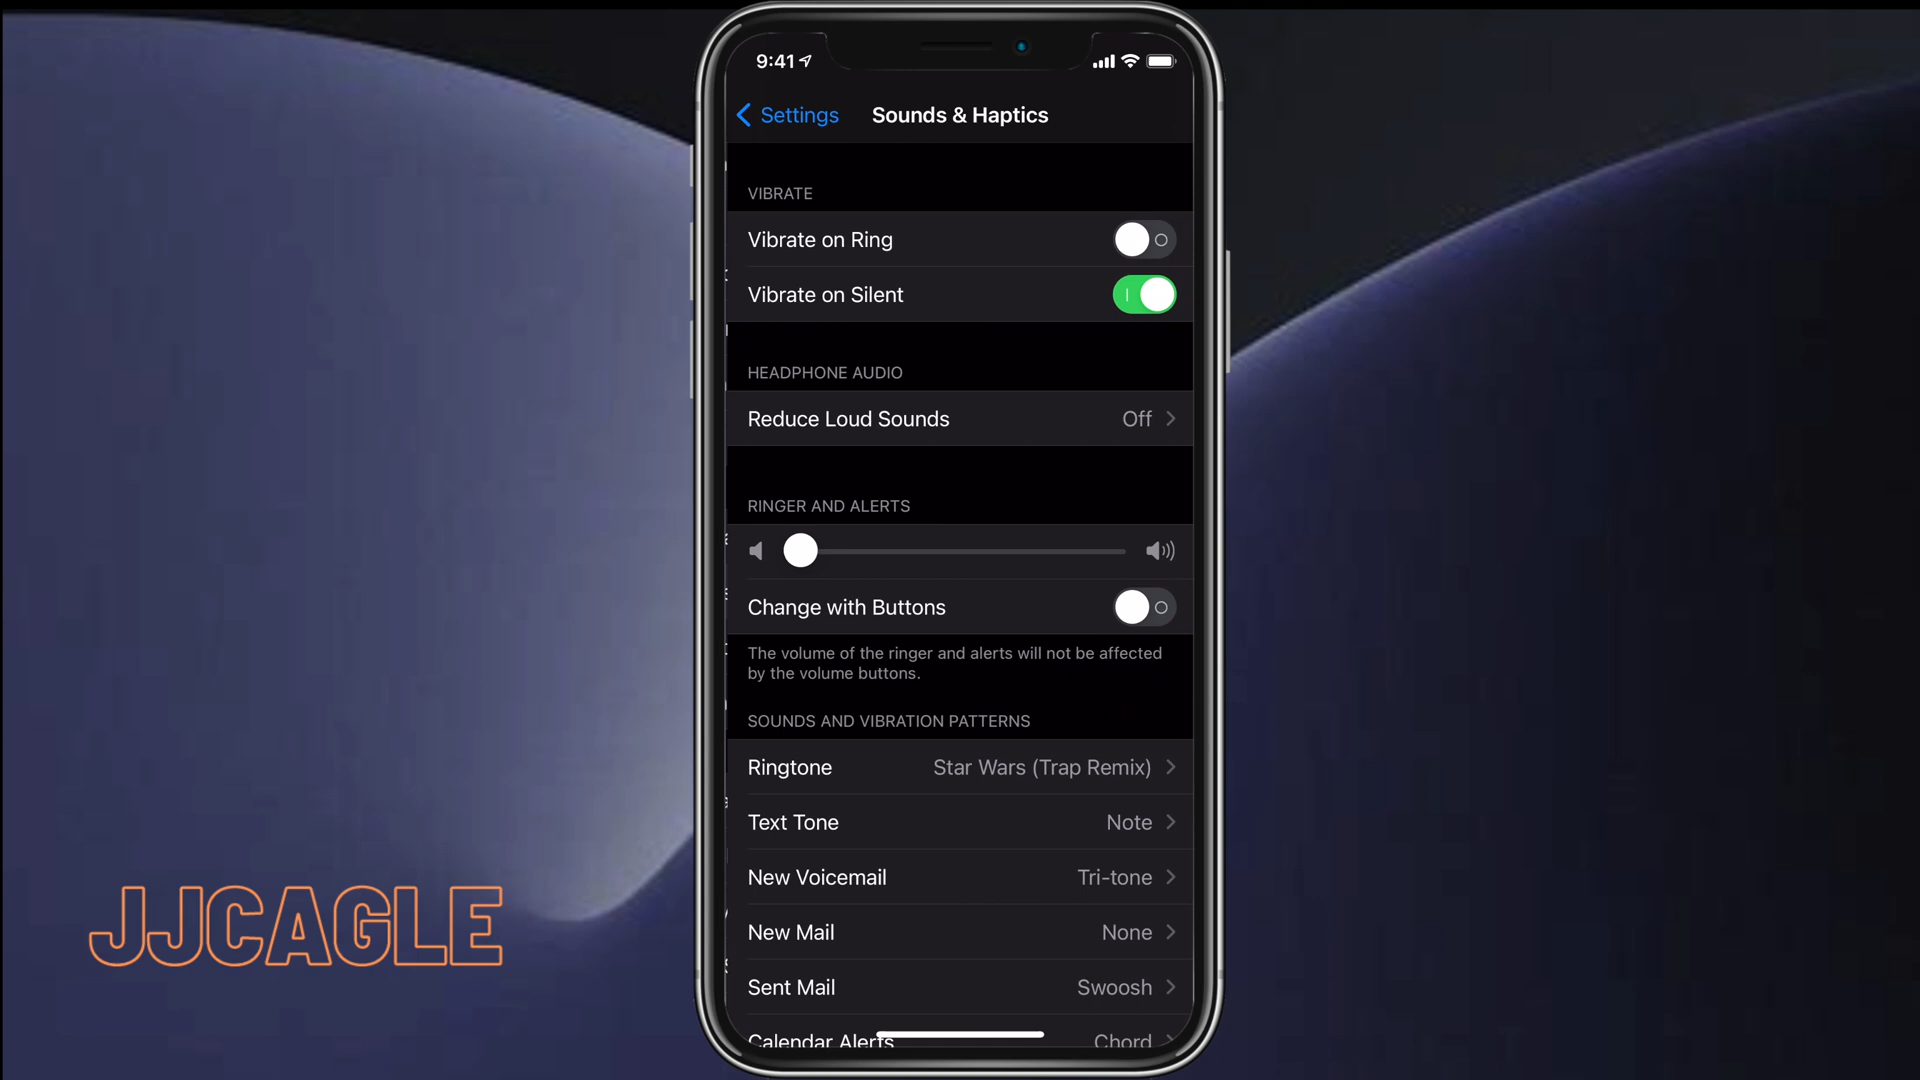 9:41
Settings
Sounds & Haptics
VIBRATE
Vibrate on Ring
Vibrate on Silent
HEADPHONE AUDIO
Reduce Loud Sounds Off
RINGER AND ALERTS
Change with Buttons
The volume of the ringer and alerts will not be affected
by the volume buttons.
SOUNDS AND VIBRATION PATTERNS
Ringtone Star Wars (Trap Remix)
Text Tone Note
New Voicemail Tri-tone
New Mail None
Sent Mail Swoosh
Calendar Alerts Chord
JJCAGLE